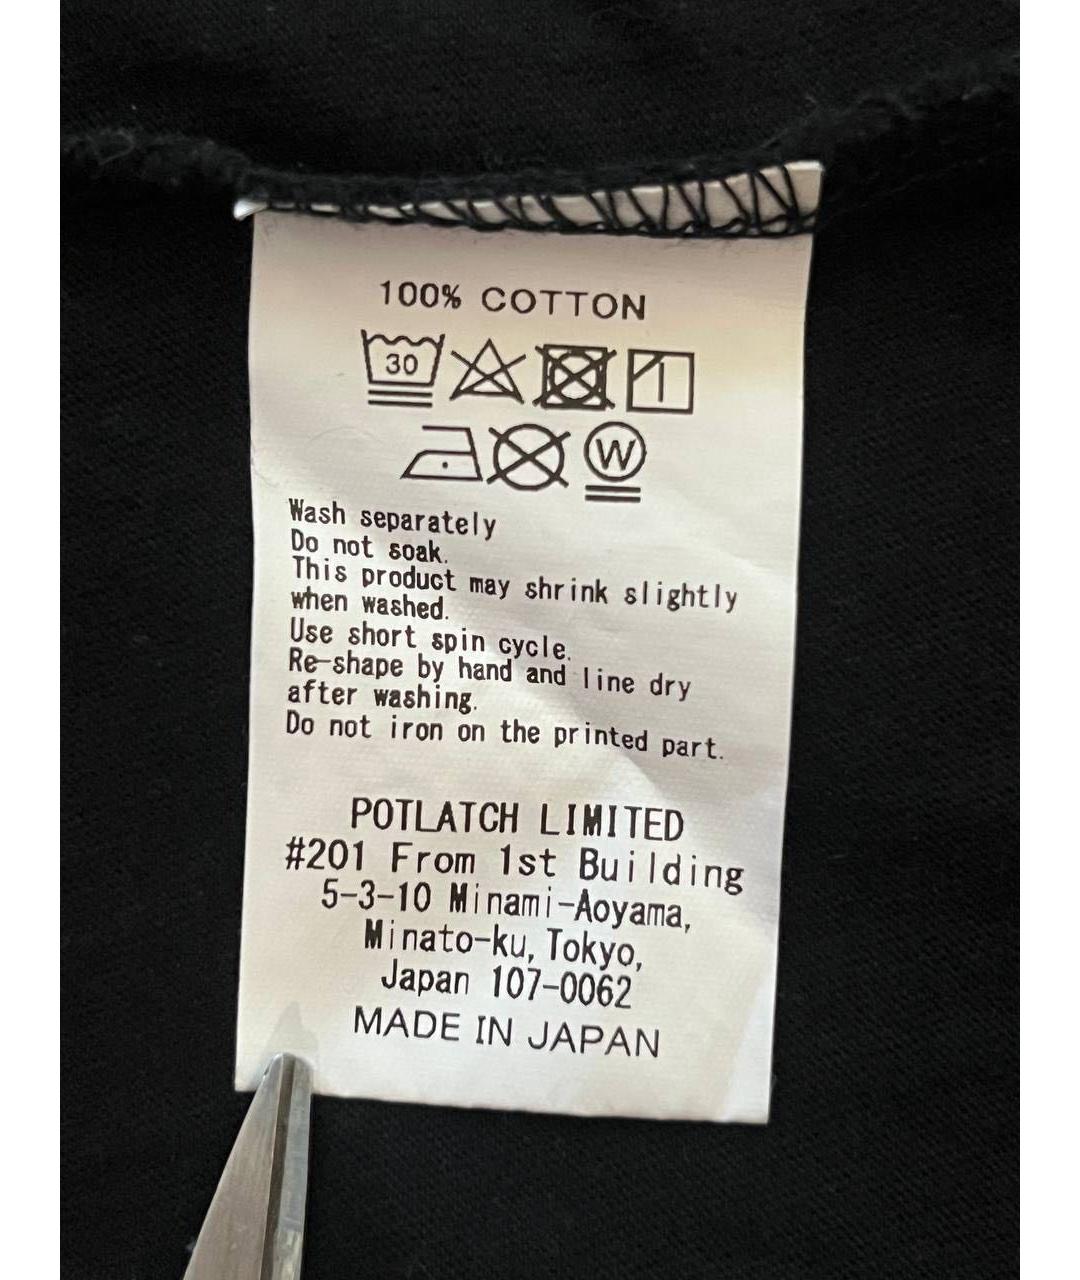 100% COTTON
30
W
Wash separately
Do not soak.
This product may shrink slightly
when washed.
Use short spin cycle.
Re-shape by hand and line dry
after washing.
Do not iron on the printed part.
POTLATCH LIMITED
#201 From 1st Building
5-3-10 Minami-Aoyama,
Minato-ku, Tokyo,
Japan 107-0062
MADE IN JAPAN